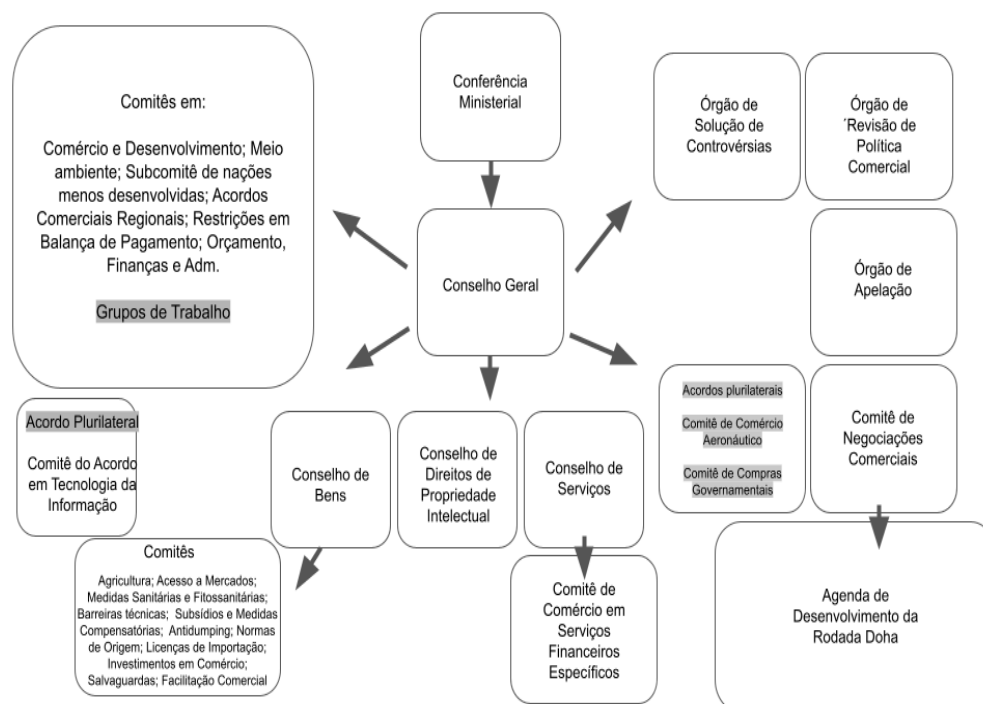 Comitês em:
Comércio e Desenvolvimento; Meio
ambiente; Subcomitê de nações
menos desenvolvidas; Acordos
Comerciais Regionais; Restrições em
Balança de Pagamento; Orçamento,
Finanças e Adm.
Grupos de Trabalho
Conferência
Ministerial
Órgão de
Solução de
Controvérsias
Órgão de
´Revisão de
Política
Comercial
Conselho Geral
Órgão de
Apelação
Acordo Plurilateral
Comitê do Acordo
em Tecnologia da
Informação
Conselho de
Bens
Conselho de
Direitos de
Propriedade
Intelectual
Conselho de
Serviços
Acordos plurilaterais
Comitê de Comércio
Aeronáutico
Comitê de Compras
Governamentais
Comitê de
Negociações
Comerciais
Comitês
Agricultura; Acesso a Mercados;
Medidas Sanitárias e Fitossanitárias;
Barreiras técnicas; Subsídios e Medidas
Compensatórias; Antidumping; Normas
de Origem; Licenças de Importação;
Investimentos em Comércio;
Salvaguardas; Facilitação Comercial
Comitê de
Comércio em
Serviços
Financeiros
Específicos
Agenda de
Desenvolvimento da
Rodada Doha